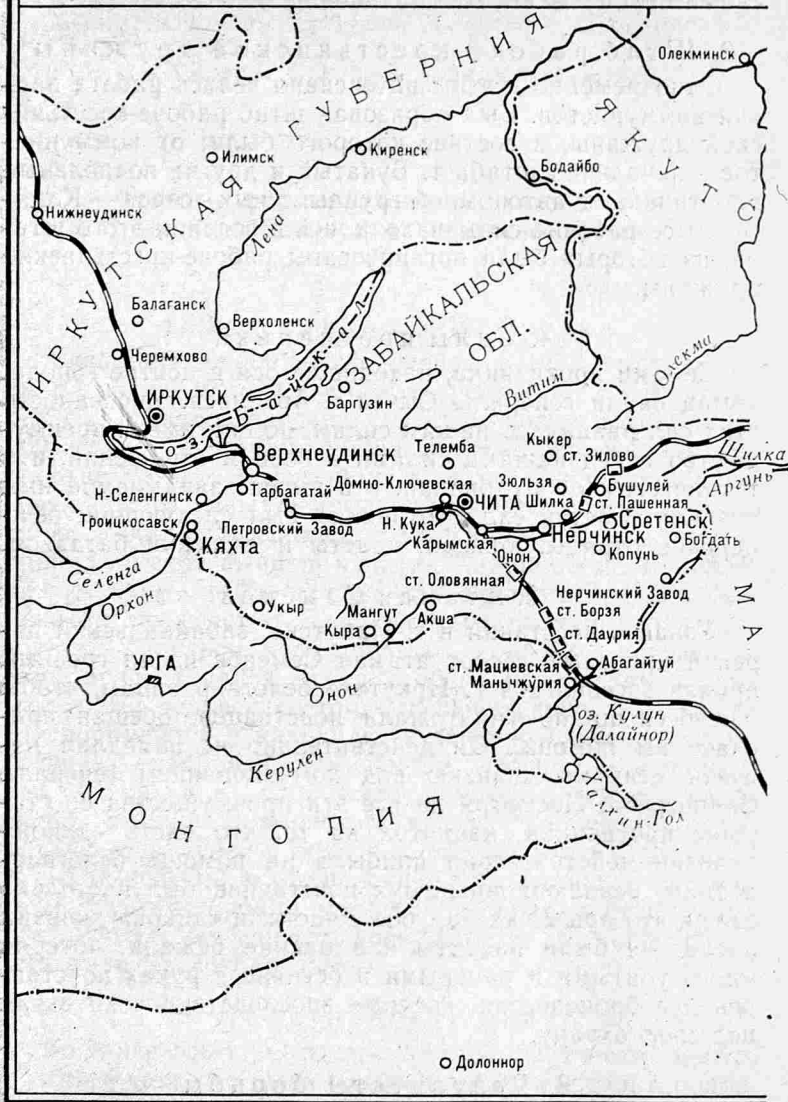 Олекминск
ГУБЕРНИЯ
ЯКУТС
Киренск
Илимск
Бодайбо
Нижнеудинск
ИРКУТСКАЯ
Лена
ЗАБАЙКАЛЬСКАЯ
ОБЛ.
Балаганск
Верхоленск
Черемхово
оз. Байкал
Олекма
Витим
Баргузин
ИРКУТСК
Телемба
Кыкер
ст. Зилово
Шилка
Верхнеудинск
Домно-Ключевская
Зюльзя
Бушулей
Аргунь
Н-Селенгинск
Тарбагатай
ЧИТА
Шилка
ст. Пашенная
Троицкосавск
Петровский Завод
Н. Кука
Сретенск
Кяхта
Карымская
Нерчинск
Богдать
Онон
Копунь
Селенга
ст. Оловянная
Орхон
Нерчинский Завод
Укыр
Мангут
Акша
ст. Борзя
МА
Кыра
ст. Даурия
УРГА
ст. Мациевская
Абагайтуй
Онон
Маньчжурия
оз. Кулун
(Далайнор)
Керулен
Халхин-Гол
МОНГОЛИЯ
Долоннор